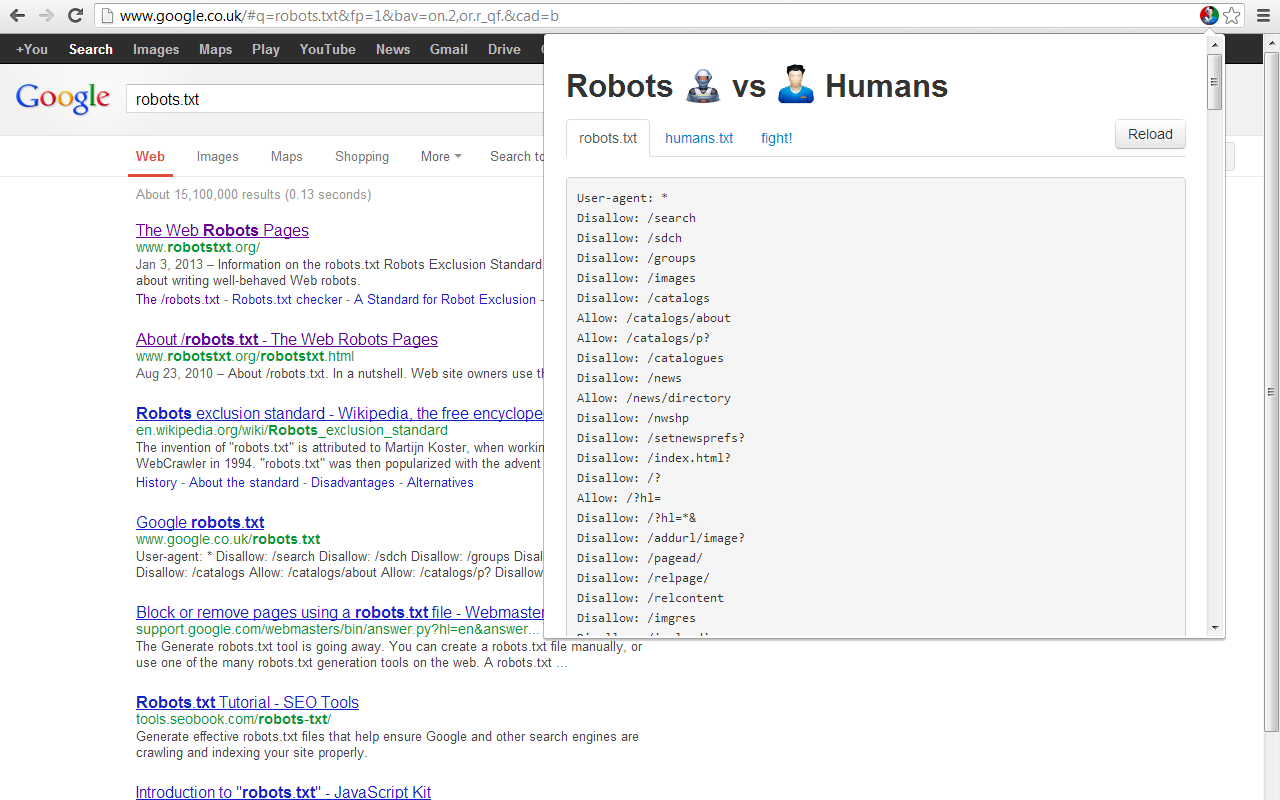 www.google.co.uk/#q=robots.txt&fp=1&bav=on.2,or.r_qf.&cad=b
+You Search Images Maps Play YouTube News Gmail Drive
Google robots.txt
Web Images Maps Shopping More Search to
About 15,100,000 results (0.13 seconds)
The Web Robots Pages
www.robotstxt.org/
Jan 3, 2013 – Information on the robots.txt Robots Exclusion Standard
about writing well-behaved Web robots.
The /robots.txt - Robots.txt checker - A Standard for Robot Exclusion -
About /robots.txt - The Web Robots Pages
www.robotstxt.org/robotstxt.html
Aug 23, 2010 – About /robots.txt. In a nutshell. Web site owners use
Robots exclusion standard - Wikipedia, the free encyclope
en.wikipedia.org/wiki/Robots_exclusion_standard
The invention of "robots.txt" is attributed to Martijn Koster, when workin
WebCrawler in 1994. "robots.txt" was then popularized with the advent
History - About the standard - Disadvantages - Alternatives
Google robots.txt
www.google.co.uk/robots.txt
User-agent: * Disallow: /search Disallow: /sdch Disallow: /groups Disal
Disallow: /catalogs Allow: /catalogs/about Allow: /catalogs/p? Disallow
Block or remove pages using a robots.txt file - Webmaster
support.google.com/webmasters/bin/answer.py?hl=en&answer...
The Generate robots.txt tool is going away. You can create a robots.txt file manually, or
use one of the many robots.txt generation tools on the web. A robots.txt ...
Robots.txt Tutorial - SEO Tools
tools.seobook.com/robots-txt/
Generate effective robots.txt files that help ensure Google and other search engines are
crawling and indexing your site properly.
Introduction to "robots.txt" - JavaScript Kit
Robots vs Humans
robots.txt humans.txt fight! Reload
User-agent: *
Disallow: /search
Disallow: /sdch
Disallow: /groups
Disallow: /images
Disallow: /catalogs
Allow: /catalogs/about
Allow: /catalogs/p?
Disallow: /catalogues
Disallow: /news
Allow: /news/directory
Disallow: /nwshp
Disallow: /setnewsprefs?
Disallow: /index.html?
Disallow: /?
Allow: /?hl=
Disallow: /?hl=*&
Disallow: /addurl/image?
Disallow: /pagead/
Disallow: /relpage/
Disallow: /relcontent
Disallow: /imgres